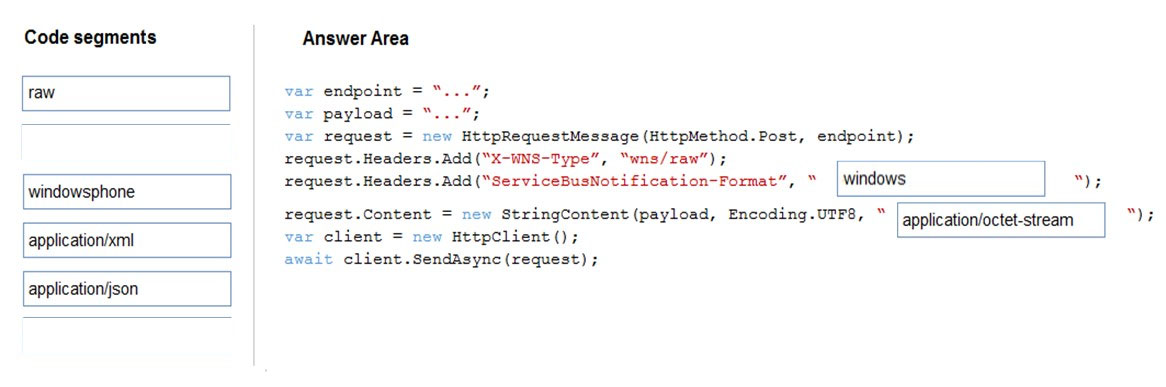 Code segments
raw
windowsphone
application/xml
application/json
Answer Area
var endpoint = “...”;
var payload = “...”;
var request = new HttpRequestMessage(HttpMethod.Post, endpoint);
request.Headers.Add(“X-WNS-Type”, “wns/raw”);
request.Headers.Add(“ServiceBusNotification-Format”, “ windows “);
request.Content = new StringContent(payload, Encoding.UTF8, “ application/octet-stream “);
var client = new HttpClient();
await client.SendAsync(request);